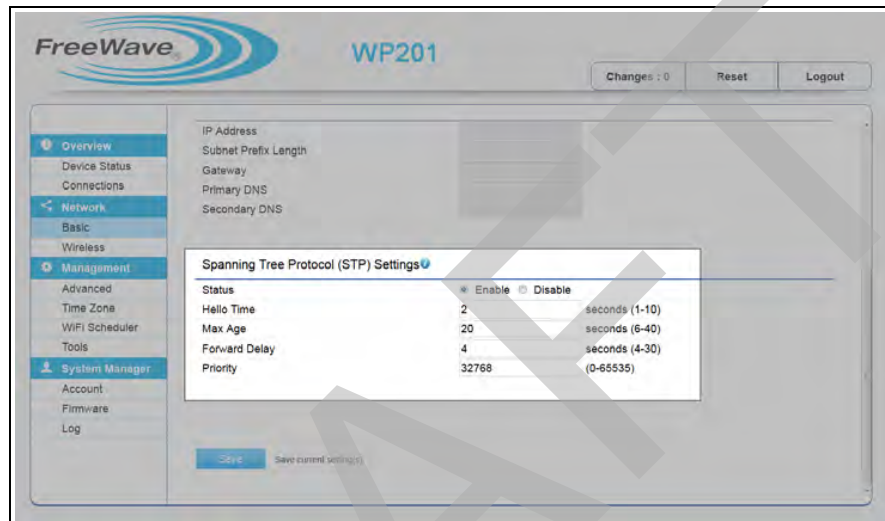 FreeWave®
WP201
Changes : 0
Reset
Logout
Overview
Device Status
Connections
Network
Basic
Wireless
Management
Advanced
Time Zone
WiFi Scheduler
Tools
System Manager
Account
Firmware
Log
IP Address
Subnet Prefix Length
Gateway
Primary DNS
Secondary DNS
Spanning Tree Protocol (STP) Settings
Status Enable Disable
Hello Time 2 seconds (1-10)
Max Age 20 seconds (6-40)
Forward Delay 4 seconds (4-30)
Priority 32768 (0-65535)
Save Save current setting(s)